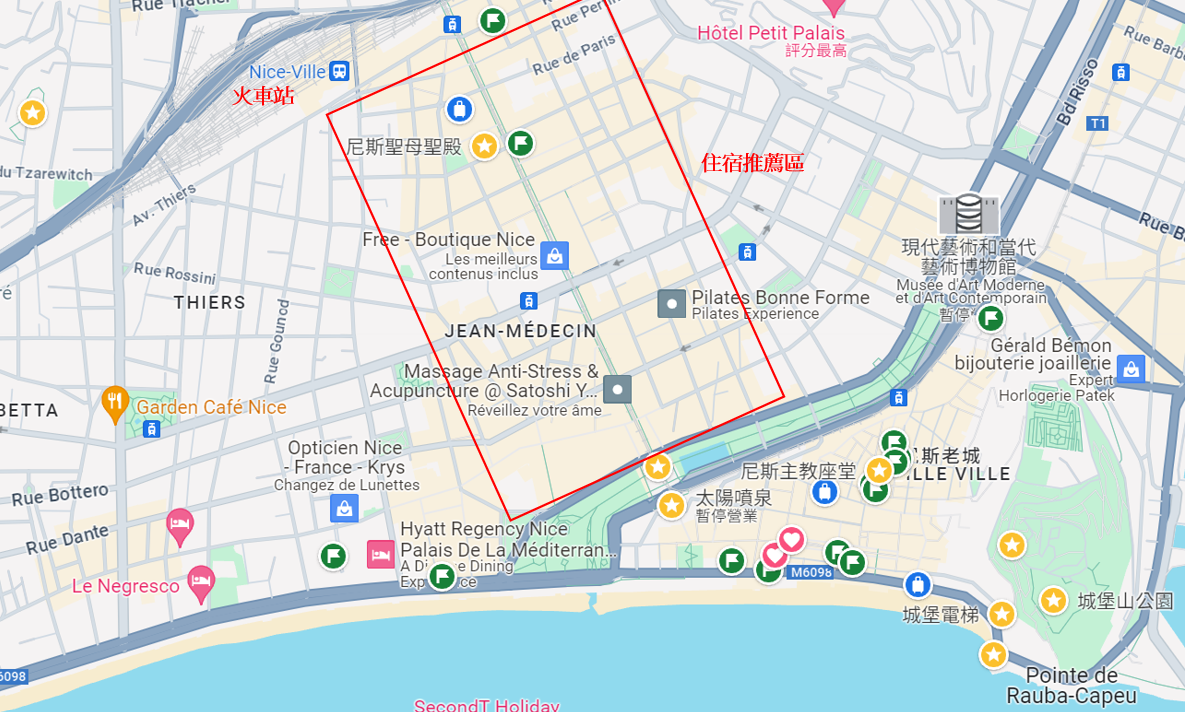 Rue Trachel
Rue Pertin
Rue de Paris
Hôtel Petit Palais
評分最高
Rue Barb
Bd Risso
T1
Nice-Ville
火車站
尼斯聖母聖殿
住宿推薦區
du Tzarewitch
Av. Thiers
Rue B
現代藝術和當代
藝術博物館
Musée d'Art Moderne
et d'Art Contemporain
暫停
Free - Boutique Nice
Les meilleurs
contenus inclus
Rue Rossini
THIERS
Rue Gounod
JEAN-MÉDECIN
Pilates Bonne Forme
Pilates Experience
Gérald Bémon
bijouterie joaillerie
Expert
Horlogerie Patek
Massage Anti-Stress &
Acupuncture @ Satoshi Y...
Réveillez votre âme
BETTA
Garden Café Nice
Opticien Nice
- France - Krys
Changez de Lunettes
尼斯老城
VILLE
尼斯主教座堂
太陽噴泉
暫停營業
Rue Bottero
Rue Dante
Hyatt Regency Nice
Palais De La Méditerran...
A Dining
Le Negresco
M6098
城堡電梯
城堡山公園
M6098
Pointe de
Rauba-Capeu
SecondT Holiday